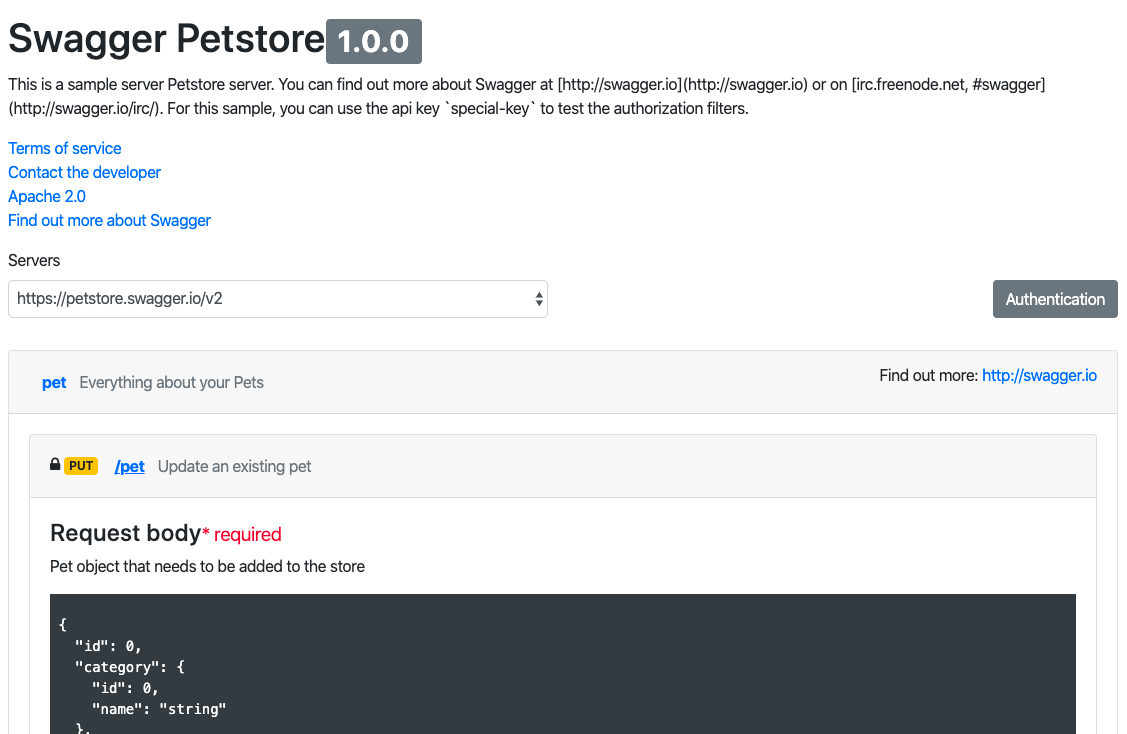 Swagger Petstore 1.0.0
This is a sample server Petstore server. You can find out more about Swagger at [http://swagger.io](http://swagger.io) or on [irc.freenode.net, #swagger]
(http://swagger.io/irc/). For this sample, you can use the api key `special-key` to test the authorization filters.
Terms of service
Contact the developer
Apache 2.0
Find out more about Swagger
Servers
https://petstore.swagger.io/v2
Authentication
pet Everything about your Pets
Find out more: http://swagger.io
PUT /pet Update an existing pet
Request body* required
Pet object that needs to be added to the store
{
  "id": 0,
  "category": {
    "id": 0,
    "name": "string"
  },